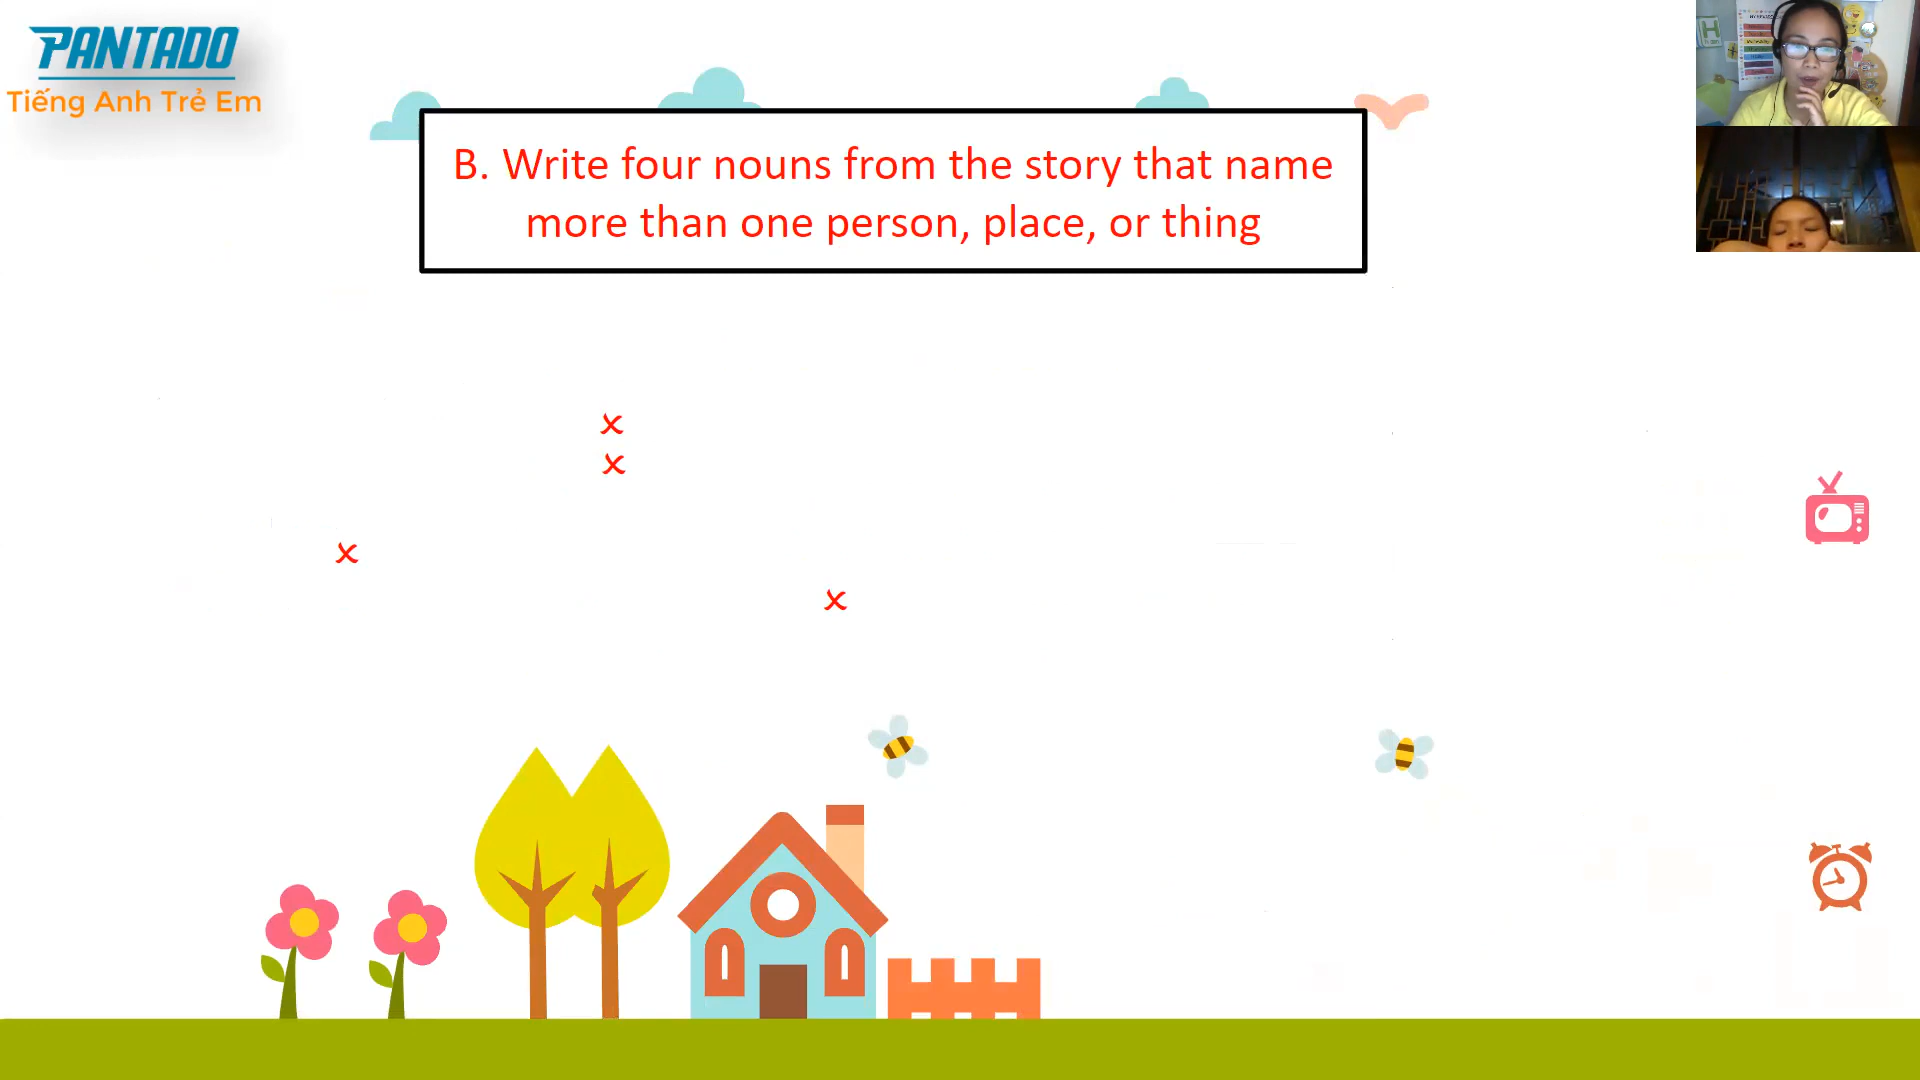 PANTADO
Tiếng Anh Trẻ Em
B. Write four nouns from the story that name
more than one person, place, or thing
x
x
x
x